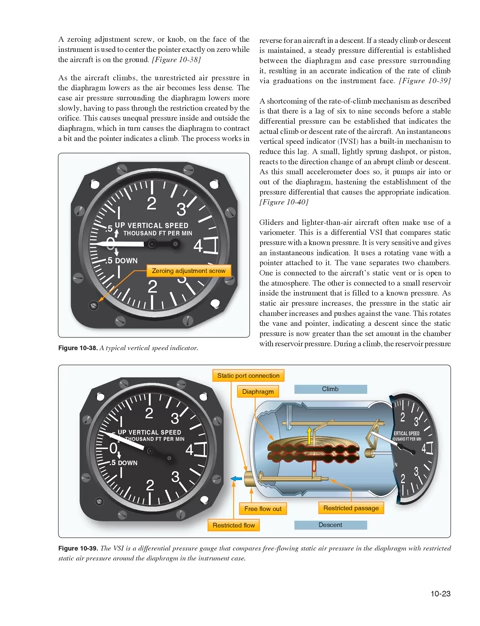 A zeroing adjustment screw, or knob, on the face of the
instrument is used to center the pointer exactly on zero while
the aircraft is on the ground. [Figure 10-38]
As the aircraft climbs, the unrestricted air pressure in
the diaphragm lowers as the air becomes less dense. The
case air pressure surrounding the diaphragm lowers more
slowly, having to pass through the restriction created by the
orifice. This causes unequal pressure inside and outside the
diaphragm, which in turn causes the diaphragm to contract
a bit and the pointer indicates a climb. The process works in
.5 UP VERTICAL SPEED
THOUSAND FT PER MIN
2
3
4
0
.5 DOWN
3
2
Zeroing adjustment screw
Figure 10-38. A typical vertical speed indicator.
reverse for an aircraft in a descent. If a steady climb or descent
is maintained, a steady pressure differential is established
between the diaphragm and case pressure surrounding
it, resulting in an accurate indication of the rate of climb
via graduations on the instrument face. [Figure 10-39]
A shortcoming of the rate-of-climb mechanism as described
is that there is a lag of six to nine seconds before a stable
differential pressure can be established that indicates the
actual climb or descent rate of the aircraft. An instantaneous
vertical speed indicator (IVSI) has a built-in mechanism to
reduce this lag. A small, lightly sprung dashpot, or piston,
reacts to the direction change of an abrupt climb or descent.
As this small accelerometer does so, it pumps air into or
out of the diaphragm, hastening the establishment of the
pressure differential that causes the appropriate indication.
[Figure 10-40]
Gliders and lighter-than-air aircraft often make use of a
variometer. This is a differential VSI that compares static
pressure with a known pressure. It is very sensitive and gives
an instantaneous indication. It uses a rotating vane with a
pointer attached to it. The vane separates two chambers.
One is connected to the aircraft's static vent or is open to
the atmosphere. The other is connected to a small reservoir
inside the instrument that is filled to a known pressure. As
static air pressure increases, the pressure in the static air
chamber increases and pushes against the vane. This rotates
the vane and pointer, indicating a descent since the static
pressure is now greater than the set amount in the chamber
with reservoir pressure. During a climb, the reservoir pressure
2
3
UP VERTICAL SPEED
THOUSAND FT PER MIN
0
4
.5 DOWN
3
2
Static port connection
Diaphragm
Climb
2
3
ERTICAL SPEED
OUSAND FT PER MIN
4
N
3
2
Free flow out
Restricted passage
Restricted flow
Descent
Figure 10-39. The VSI is a differential pressure gauge that compares free-flowing static air pressure in the diaphragm with restricted
static air pressure around the diaphragm in the instrument case.
10-23